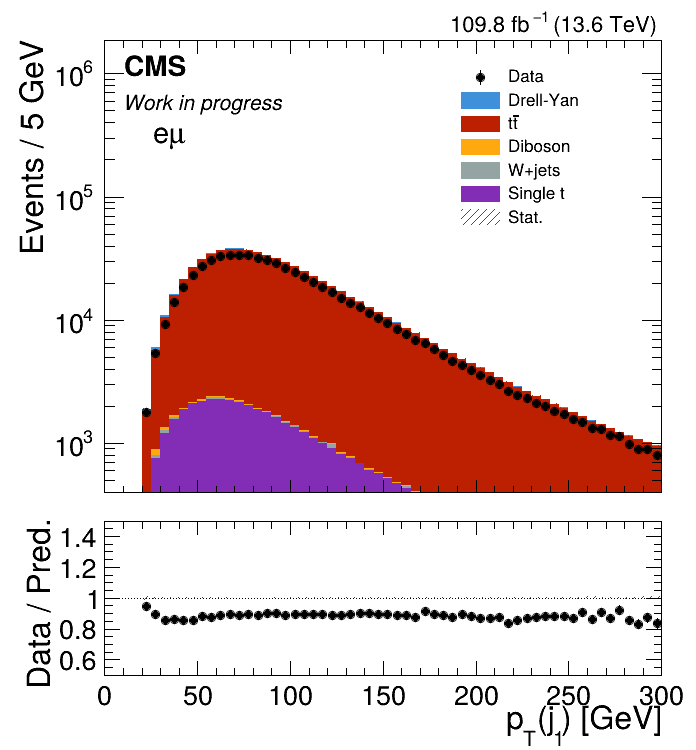 109.8 fb⁻¹ (13.6 TeV)
CMS
Work in progress
eμ
Data
Drell-Yan
tt̅
Diboson
W+jets
Single t
Stat.
Events / 5 GeV
10⁶
10⁵
10⁴
10³
Data / Pred.
1.4
1.2
1
0.8
0.6
0 50 100 150 200 250 300
p_T(j_1) [GeV]